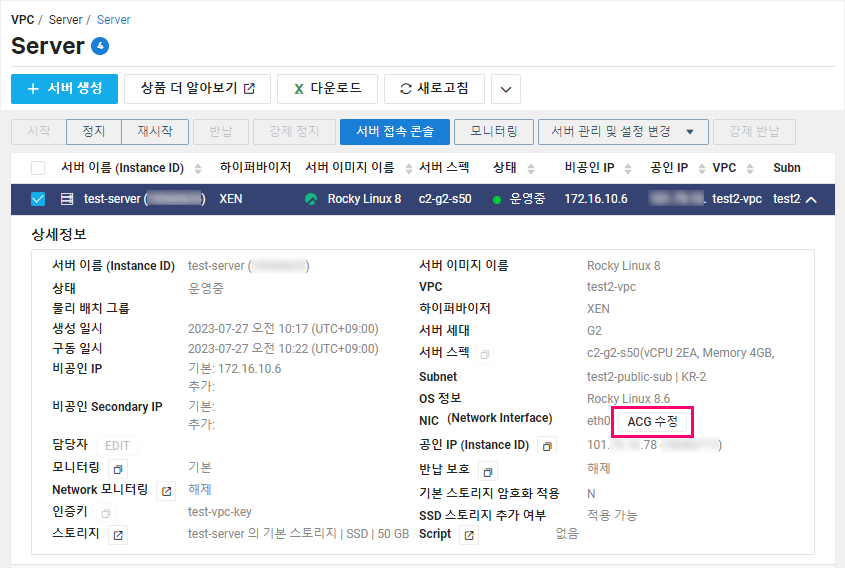 VPC / Server / Server
Server 4
+ 서버 생성 상품 더 알아보기 X 다운로드 새로고침
시작 정지 재시작 반납 강제 정지 서버 접속 콘솔 모니터링 서버 관리 및 설정 변경 강제 반납
서버 이름 (Instance ID) 하이퍼바이저 서버 이미지 이름 서버 스펙 상태 비공인 IP 공인 IP VPC Subn
test-server ( ) XEN Rocky Linux 8 c2-g2-s50 운영중 172.16.10.6 . test2-vpc test2
상세정보
서버 이름 (Instance ID) test-server ( ) 서버 이미지 이름 Rocky Linux 8
상태 운영중 VPC test2-vpc
물리 배치 그룹 하이퍼바이저 XEN
생성 일시 2023-07-27 오전 10:17 (UTC+09:00) 서버 세대 G2
구동 일시 2023-07-27 오전 10:22 (UTC+09:00) 서버 스펙 c2-g2-s50(vCPU 2EA, Memory 4GB,
비공인 IP 기본: 172.16.10.6
추가: Subnet test2-public-sub | KR-2
비공인 Secondary IP 기본: OS 정보 Rocky Linux 8.6
추가: NIC (Network Interface) eth0 ACG 수정
담당자 EDIT 공인 IP (Instance ID) 101. .78 ( )
모니터링 기본 반납 보호 해제
Network 모니터링 해제 기본 스토리지 암호화 적용 N
인증키 test-vpc-key SSD 스토리지 추가 여부 적용 가능
스토리지 test-server 의 기본 스토리지 | SSD | 50 GB Script 없음